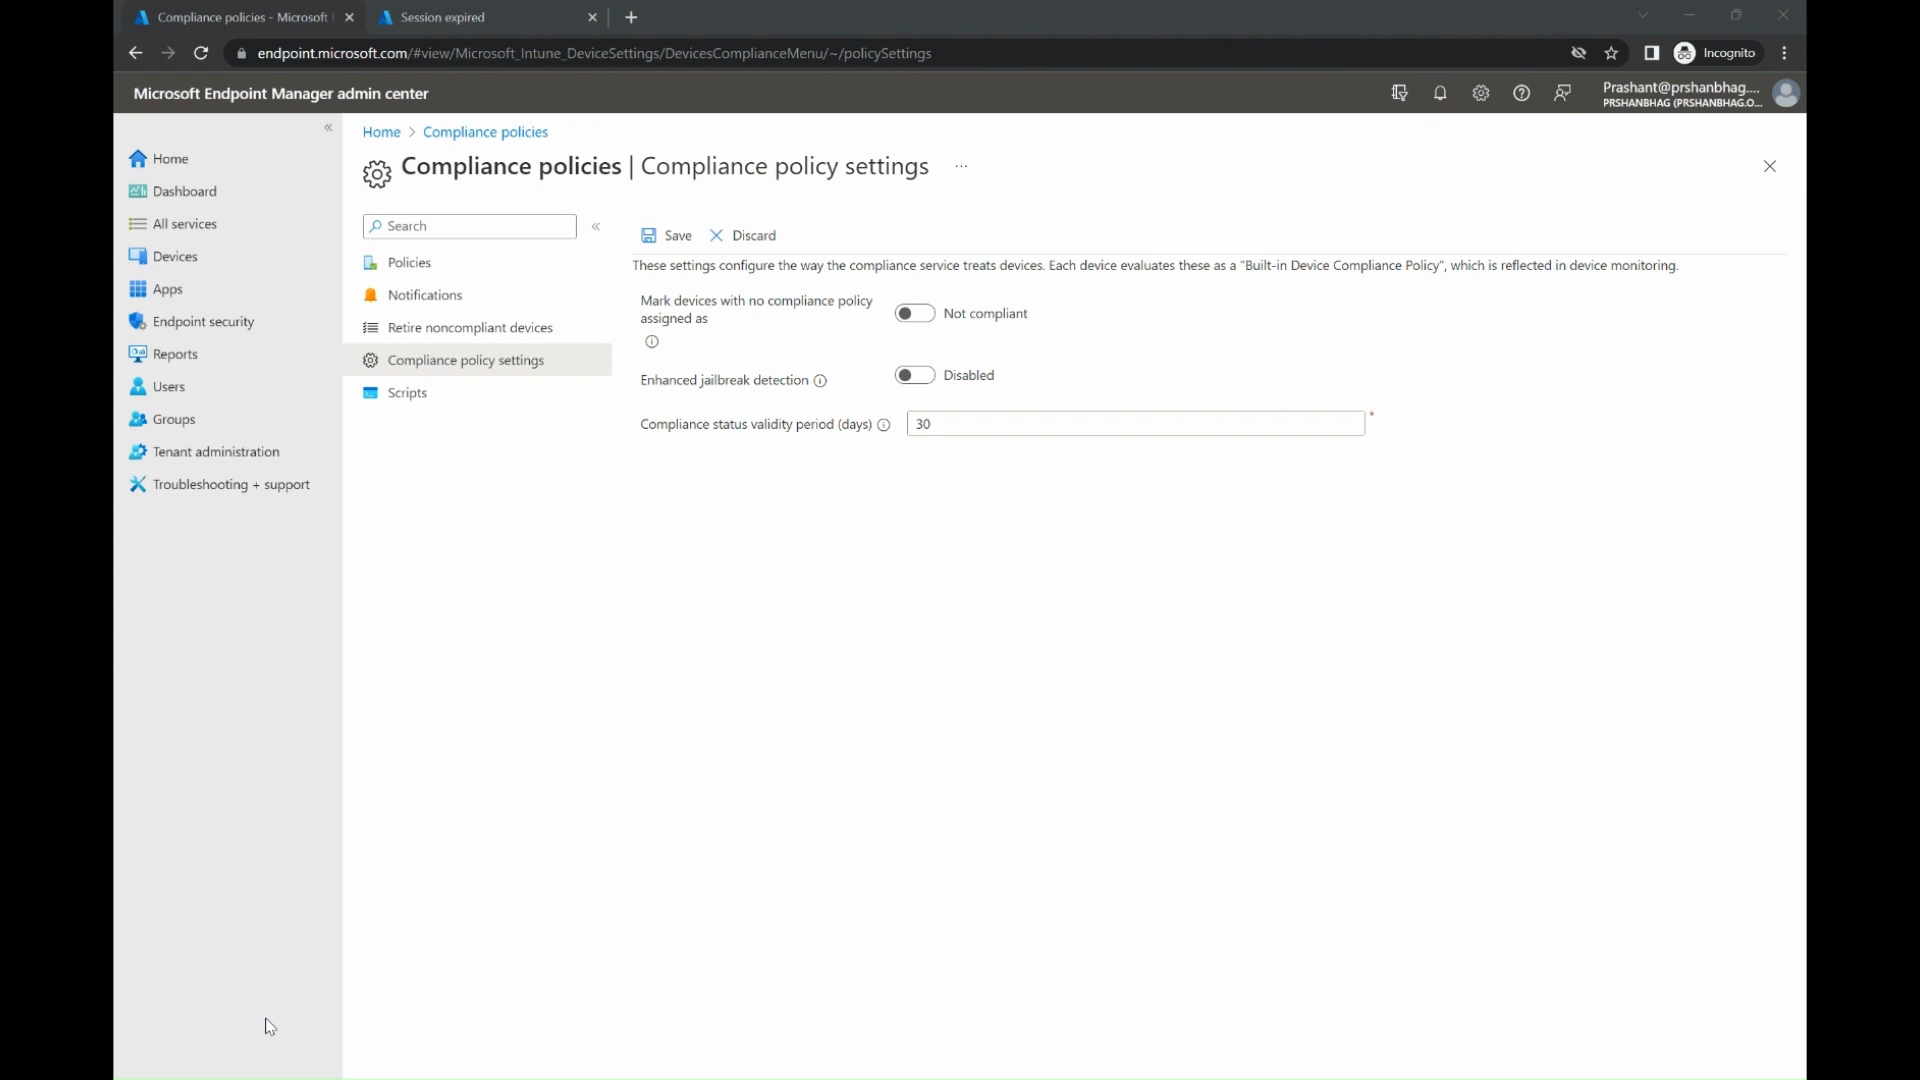 Compliance policies - Microsoft
Session expired
endpoint.microsoft.com/#view/Microsoft_Intune_DeviceSettings/DevicesComplianceMenu/~/policySettings
Incognito
Microsoft Endpoint Manager admin center
Prashant@prshanbhag....
PRSHANBHAG (PRSHANBHAG.O...
Home > Compliance policies
Compliance policies | Compliance policy settings ...
Home
Dashboard
All services
Devices
Apps
Endpoint security
Reports
Users
Groups
Tenant administration
Troubleshooting + support
Search
Policies
Notifications
Retire noncompliant devices
Compliance policy settings
Scripts
Save Discard
These settings configure the way the compliance service treats devices. Each device evaluates these as a "Built-in Device Compliance Policy", which is reflected in device monitoring.
Mark devices with no compliance policy
assigned as
Not compliant
Enhanced jailbreak detection
Disabled
Compliance status validity period (days) 30 *